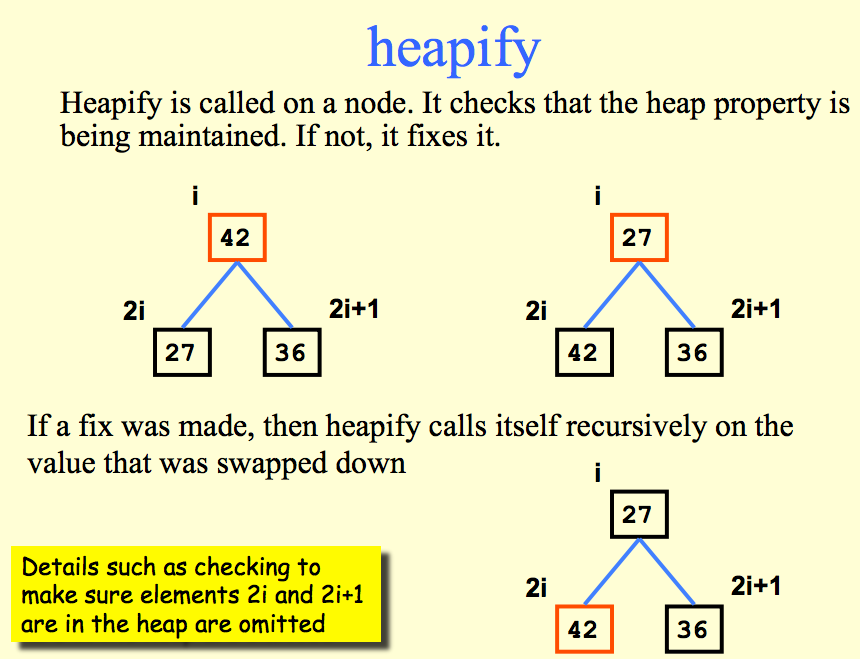 heapify
Heapify is called on a node. It checks that the heap property is
being maintained. If not, it fixes it.
i
42
2i
2i+1
27
36
i
27
2i
2i+1
42
36
If a fix was made, then heapify calls itself recursively on the
value that was swapped down
i
27
2i
2i+1
42
36
Details such as checking to
make sure elements 2i and 2i+1
are in the heap are omitted